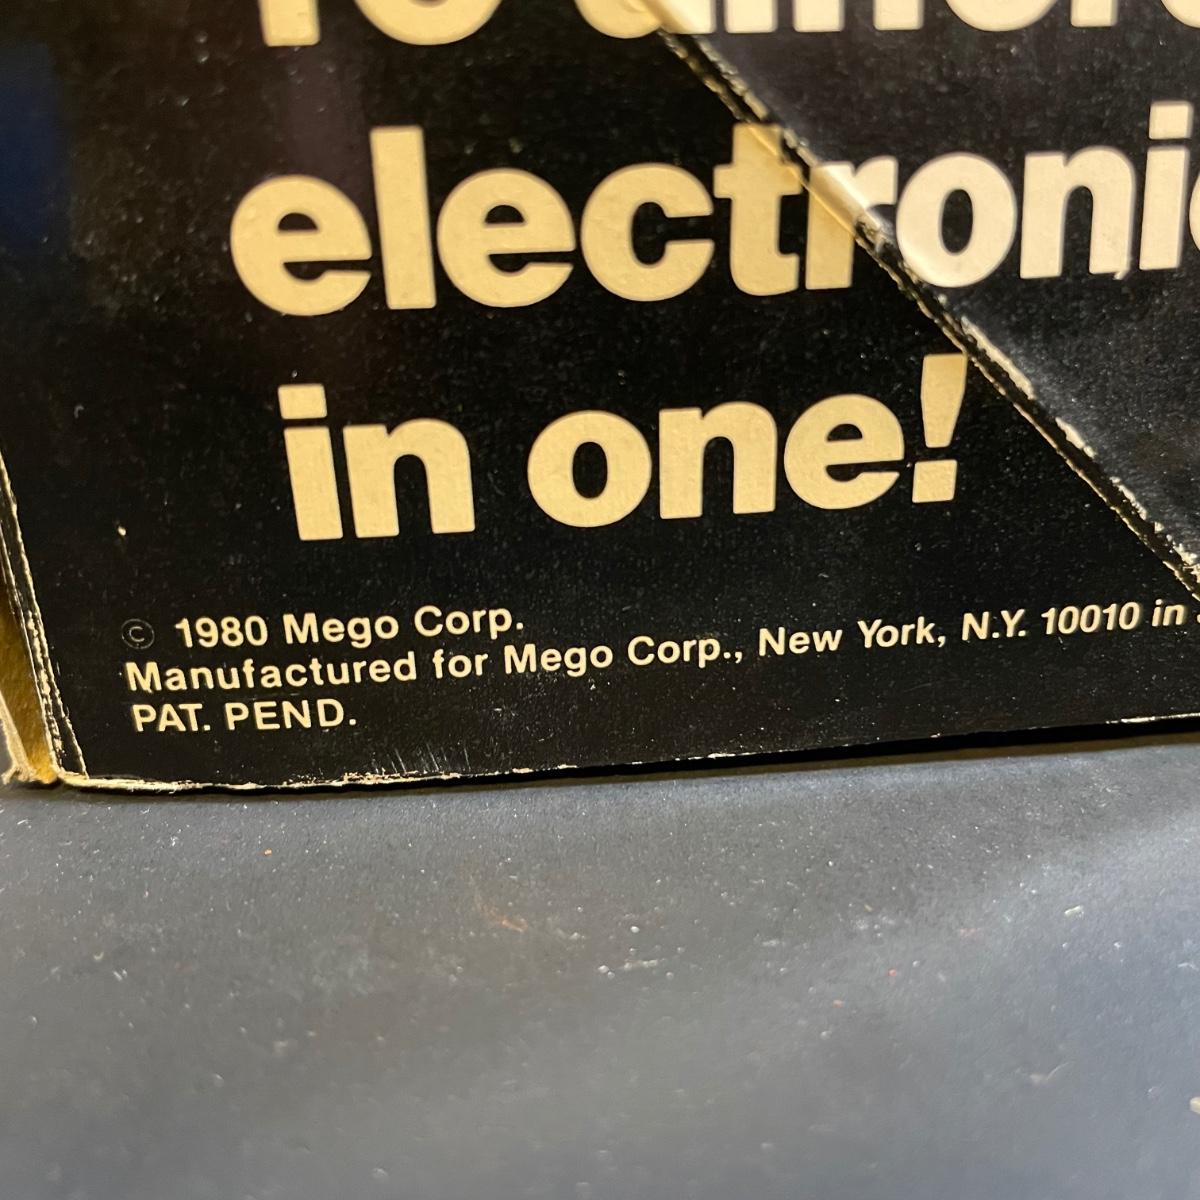 electroni
in one!
© 1980 Mego Corp.
Manufactured for Mego Corp., New York, N.Y. 10010 in
PAT. PEND.